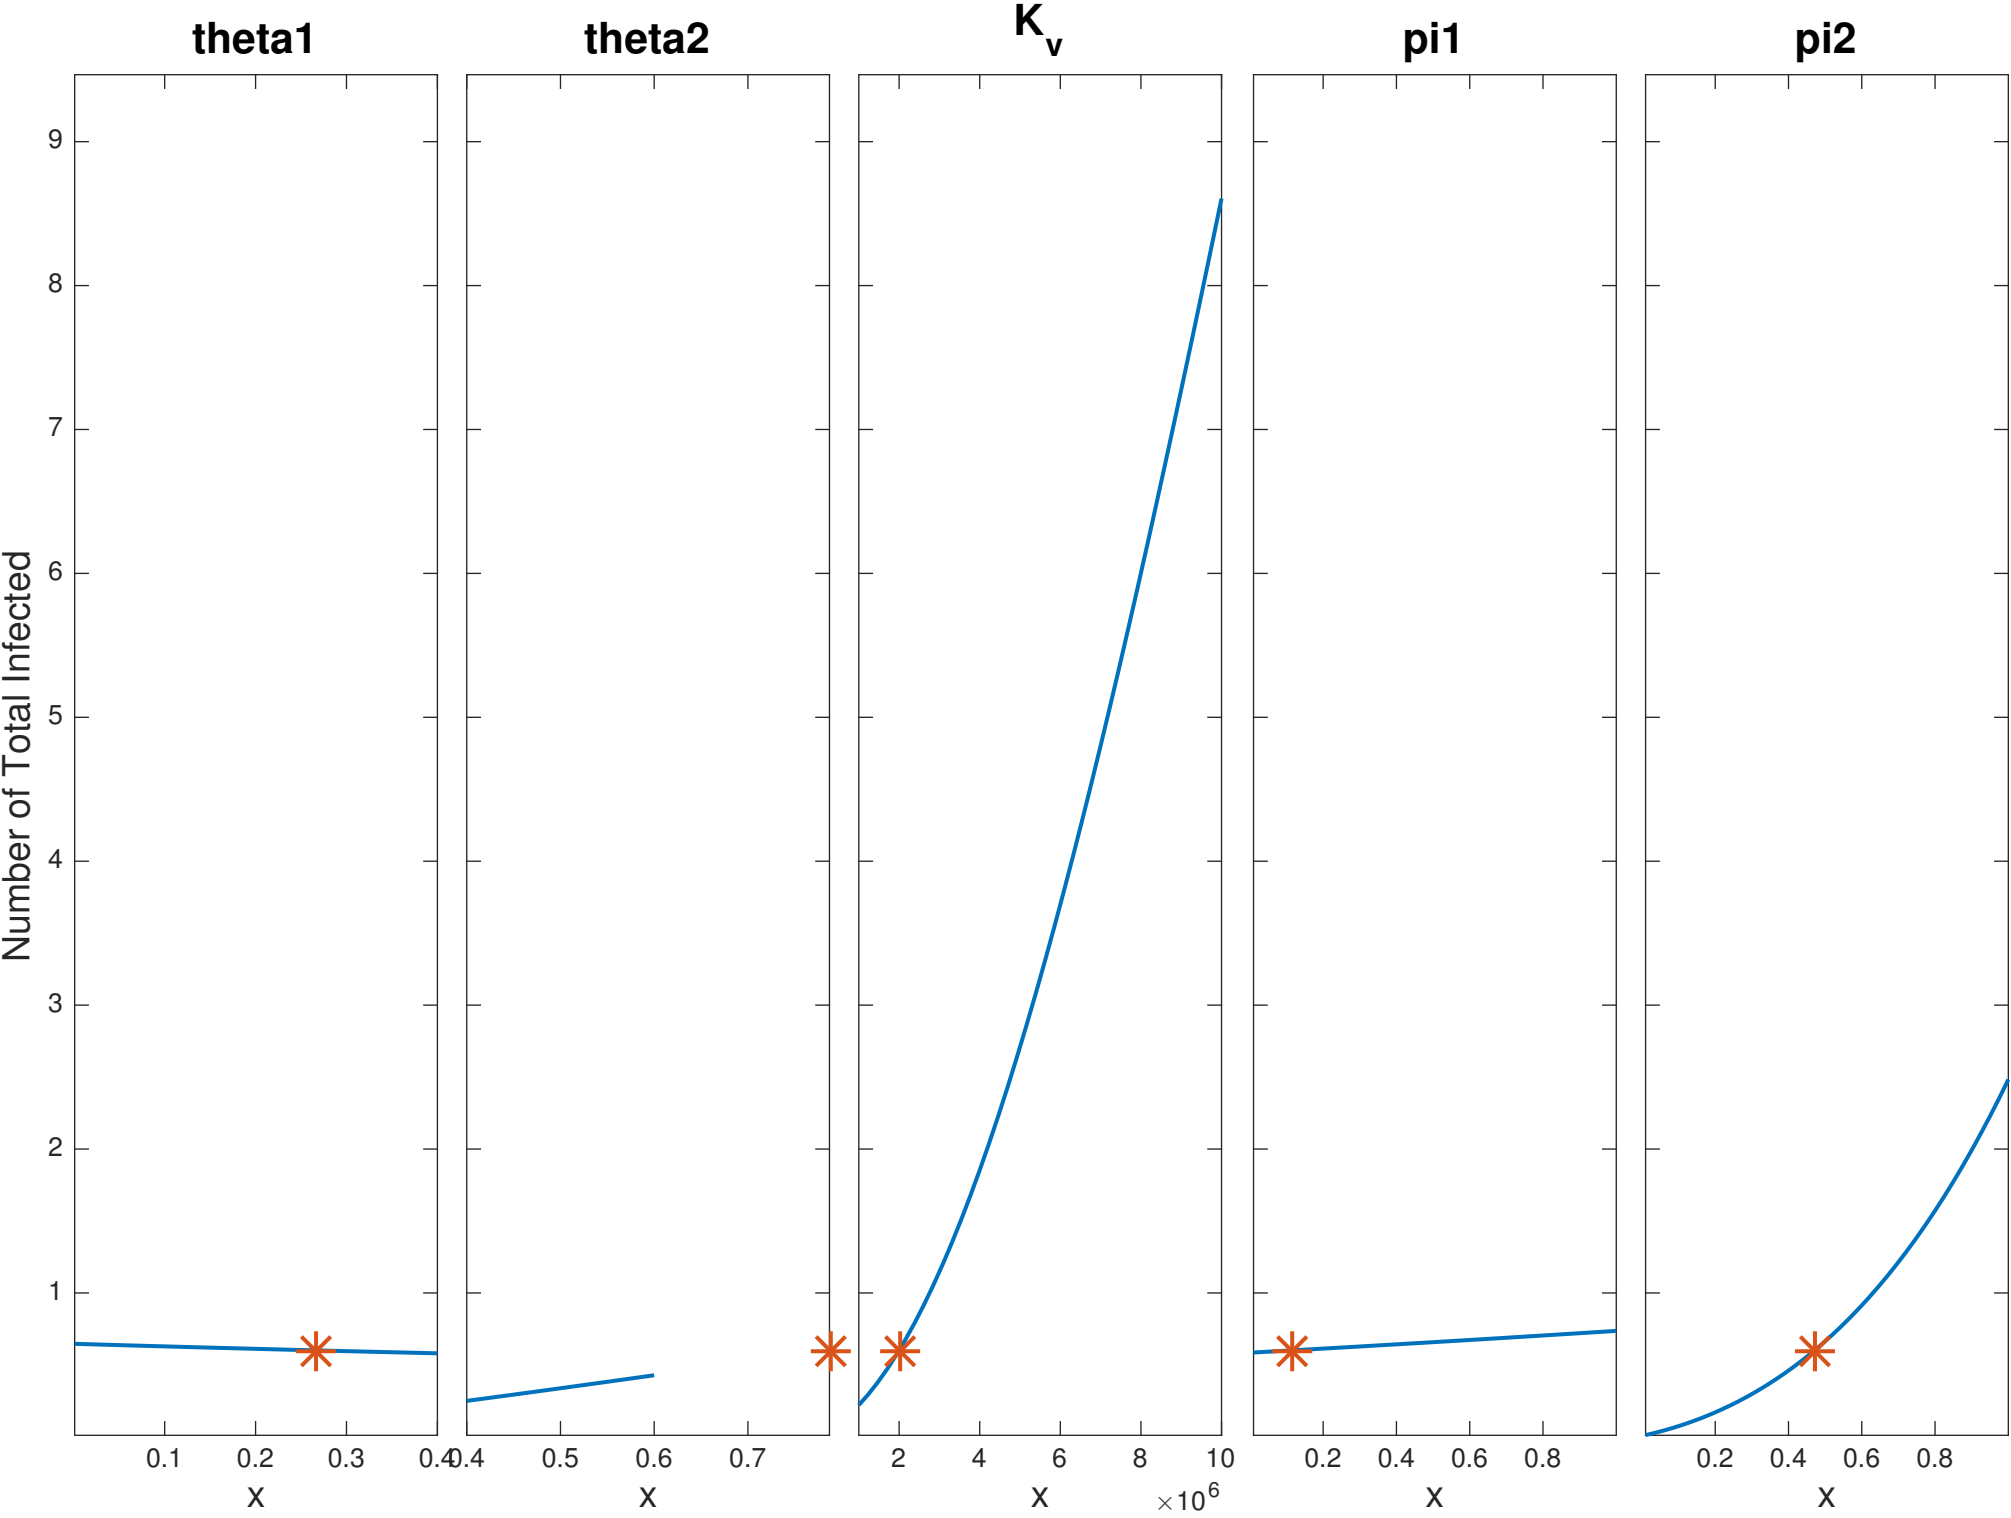 theta1
theta2
K_v
pi1
pi2
Number of Total Infected
9
8
7
6
5
4
3
2
1
0.1 0.2 0.3 0.4
0.4 0.5 0.6 0.7
2 4 6 8 10
0.2 0.4 0.6 0.8
0.2 0.4 0.6 0.8
x
x
x
×10^6
x
x